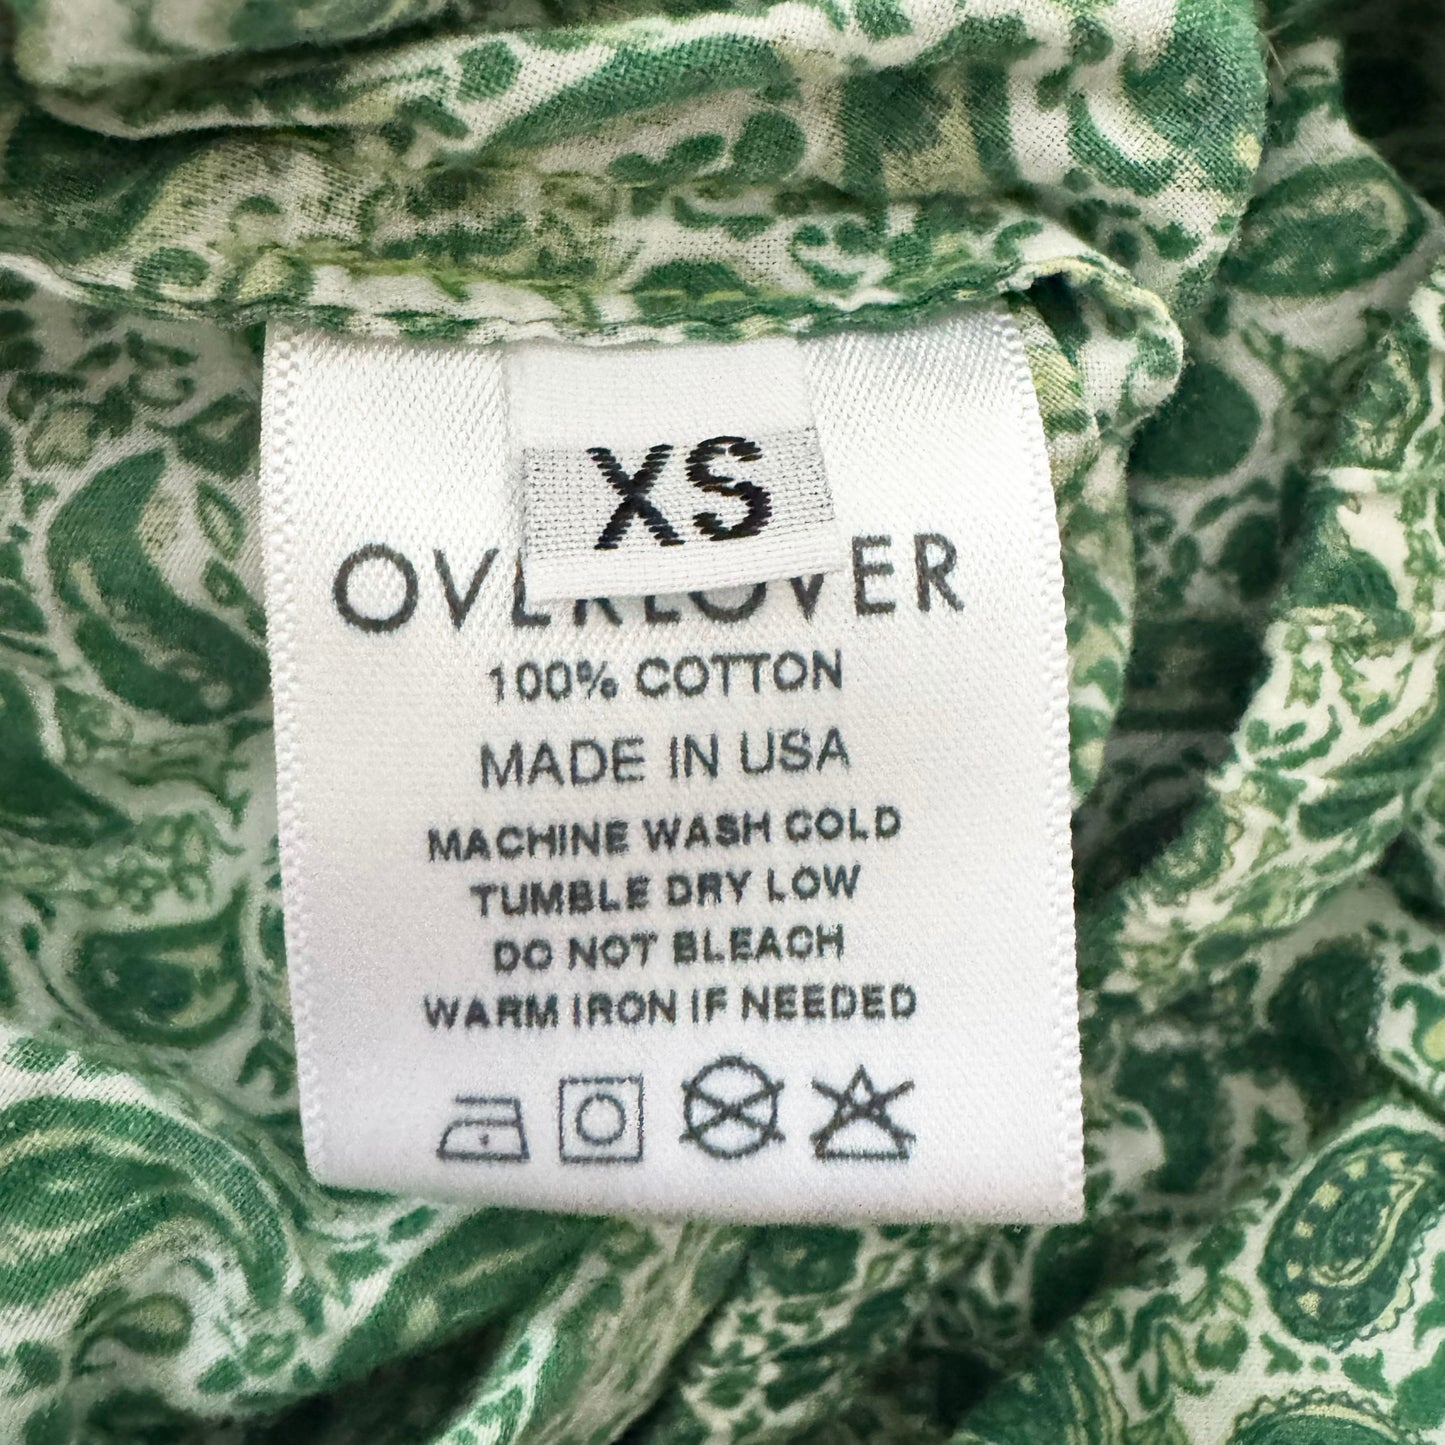 XS
OVERLOVER
100% COTTON
MADE IN USA
MACHINE WASH COLD
TUMBLE DRY LOW
DO NOT BLEACH
WARM IRON IF NEEDED